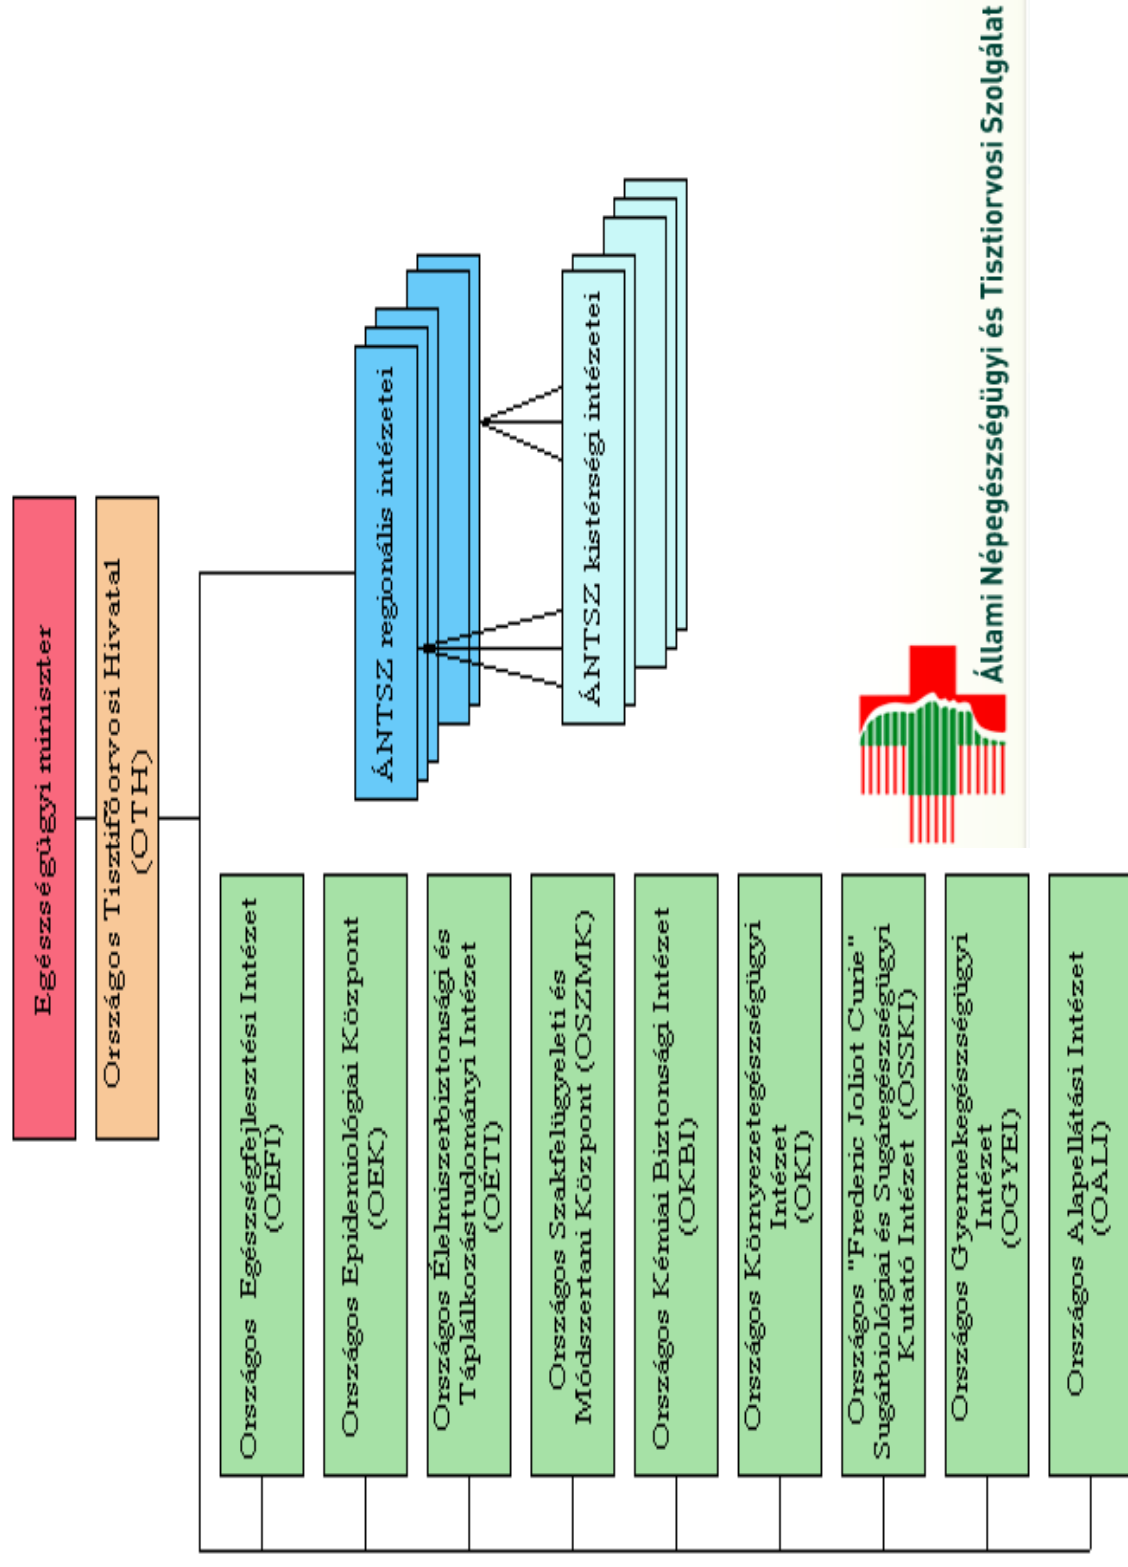 Egészségügyi miniszter
Országos Tisztifőorvosi Hivatal
(OTH)
Országos Egészségfejlesztési Intézet
(OEFI)
Országos Epidemiológiai Központ
(OEK)
Országos Élelmiszerbiztonsági és
Táplálkozástudományi Intézet
(OÉTI)
Országos Szakfelügyeleti és
Módszertani Központ (OSZMK)
Országos Kémiai Biztonsági Intézet
(OKBI)
Országos Környezetegészségügyi
Intézet
(OKI)
Országos "Frederic Joliot Curie"
Sugárbiológiai és Sugáregészségügyi
Kutató Intézet (OSSKI)
Országos Gyermekegészségügyi
Intézet
(OGYEI)
Országos Alapellátási Intézet
(OALI)
ÁNTSZ regionális intézetei
ÁNTSZ kistérségi intézetei
Állami Népegészségügyi és Tisztiorvosi Szolgálat